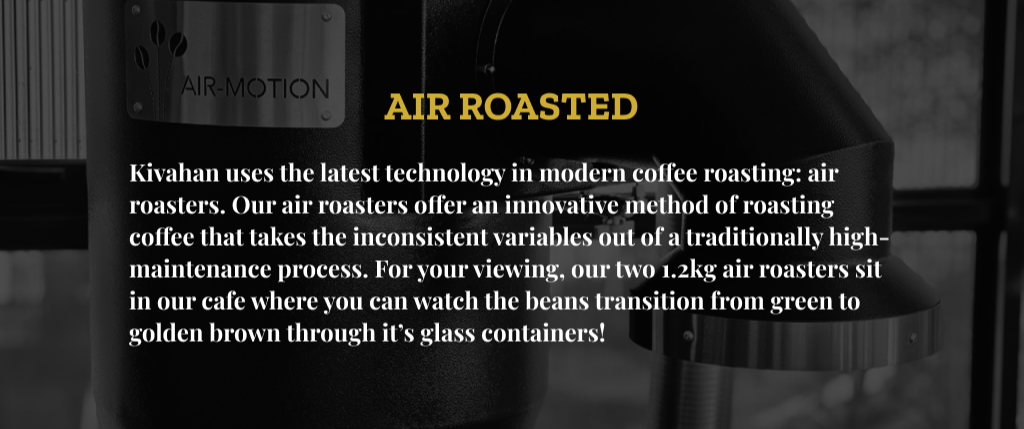 AIR-MOTION
AIR ROASTED
Kivahan uses the latest technology in modern coffee roasting: air
roasters. Our air roasters offer an innovative method of roasting
coffee that takes the inconsistent variables out of a traditionally high-
maintenance process. For your viewing, our two 1.2kg air roasters sit
in our cafe where you can watch the beans transition from green to
golden brown through it’s glass containers!